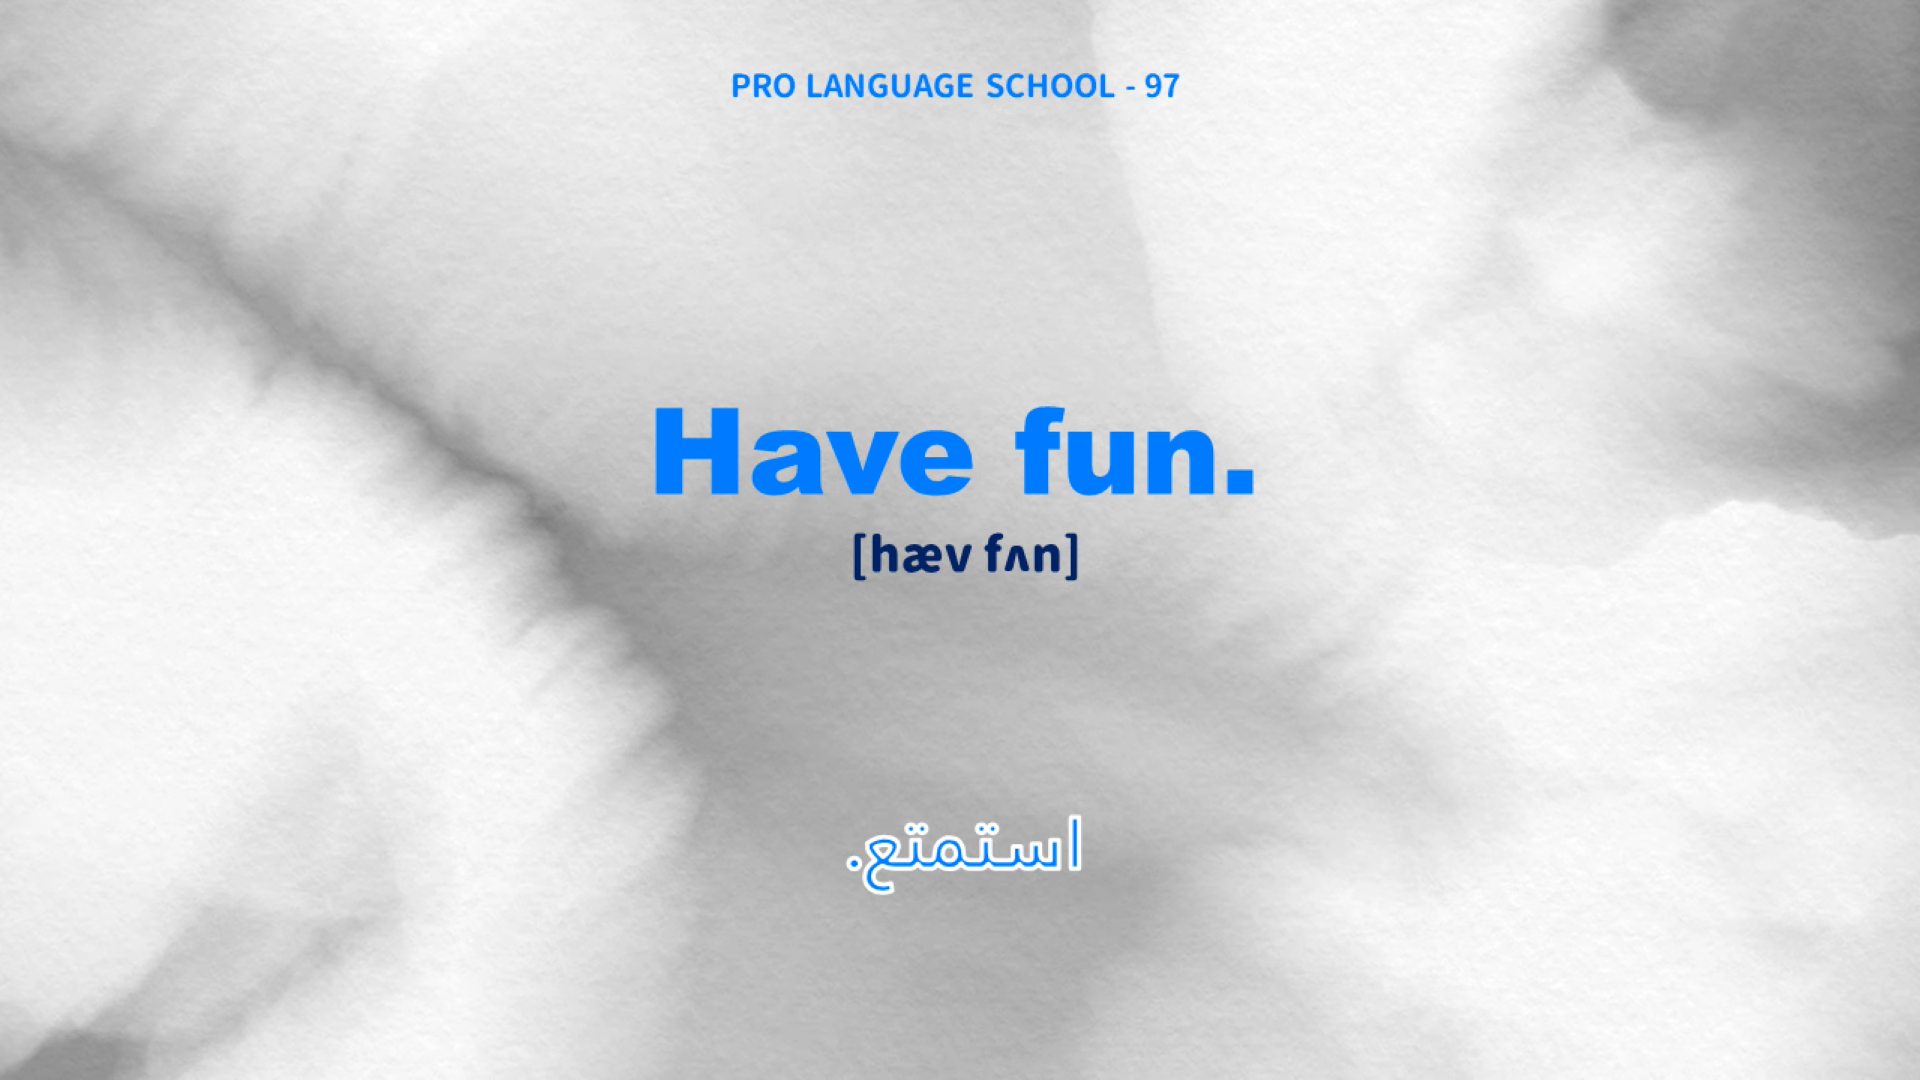 PRO LANGUAGE SCHOOL - 97
Have fun.
[hæv fʌn]
استمتع.